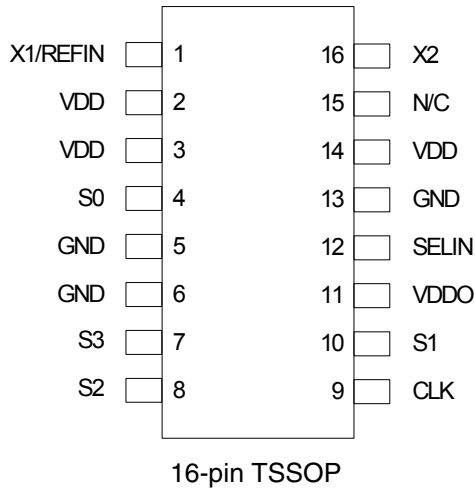 X1/REFIN 1 16 X2
VDD 2 15 N/C
VDD 3 14 VDD
S0 4 13 GND
GND 5 12 SELIN
GND 6 11 VDDO
S3 7 10 S1
S2 8 9 CLK
16-pin TSSOP